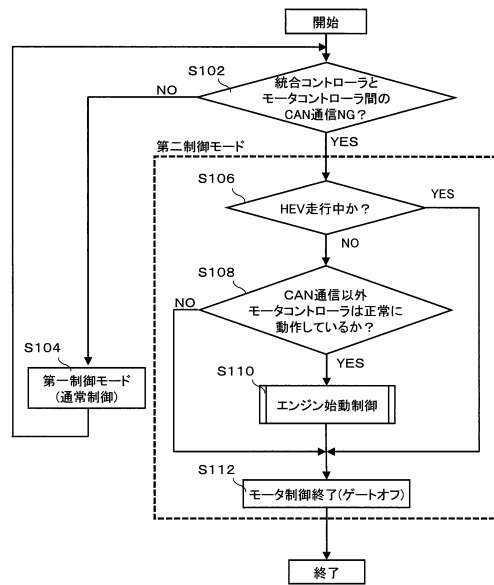 開始
S102
統合コントローラと
モータコントローラ間の
CAN通信NG？
NO
YES
第二制御モード
S106
HEV走行中か？
YES
NO
S108
CAN通信以外
モータコントローラは正常に
動作しているか？
NO
YES
S104
第一制御モード
(通常制御)
S110
エンジン始動制御
S112
モータ制御終了(ゲートオフ)
終了